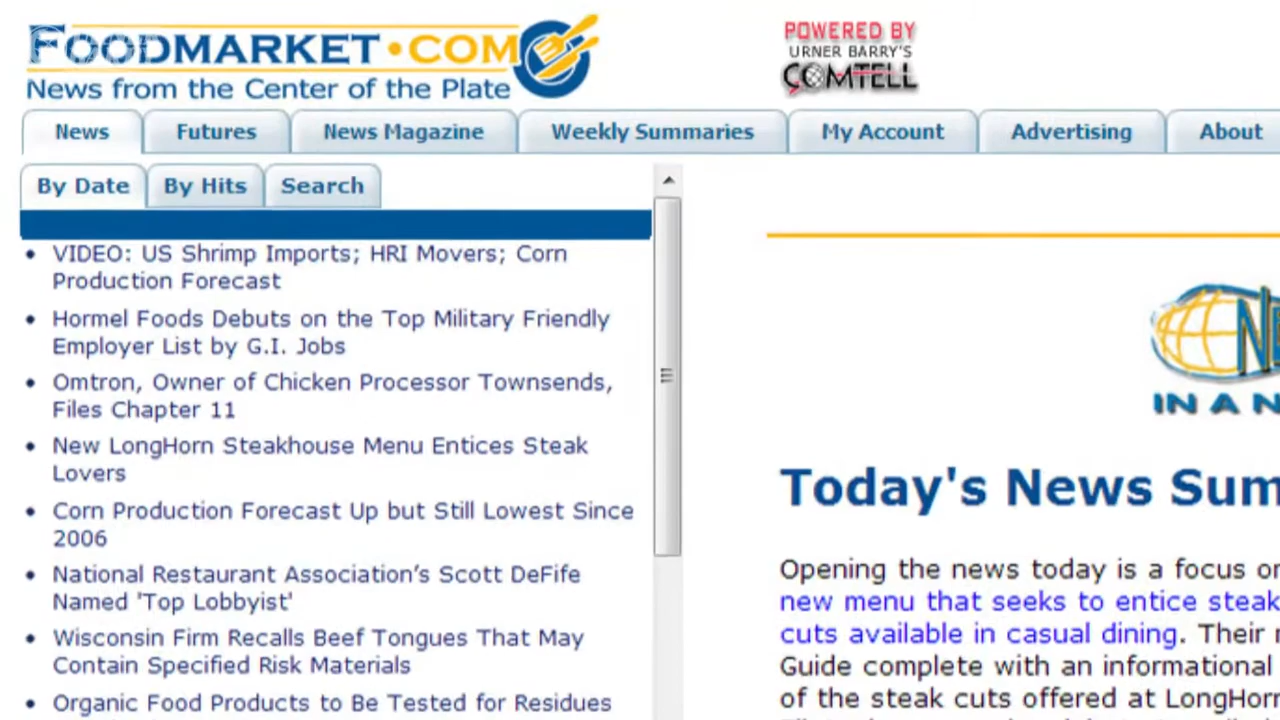 FOODMARKET•COM
News from the Center of the Plate
POWERED BY
URNER BARRY'S
COMTELL
News
Futures
News Magazine
Weekly Summaries
My Account
Advertising
About
By Date
By Hits
Search
• VIDEO: US Shrimp Imports; HRI Movers; Corn
Production Forecast
• Hormel Foods Debuts on the Top Military Friendly
Employer List by G.I. Jobs
• Omtron, Owner of Chicken Processor Townsends,
Files Chapter 11
• New LongHorn Steakhouse Menu Entices Steak
Lovers
• Corn Production Forecast Up but Still Lowest Since
2006
• National Restaurant Association’s Scott DeFife
Named 'Top Lobbyist'
• Wisconsin Firm Recalls Beef Tongues That May
Contain Specified Risk Materials
• Organic Food Products to Be Tested for Residues
IN A N
Today's News Sum
Opening the news today is a focus on
new menu that seeks to entice steak
cuts available in casual dining. Their
Guide complete with an informational
of the steak cuts offered at LongHorn